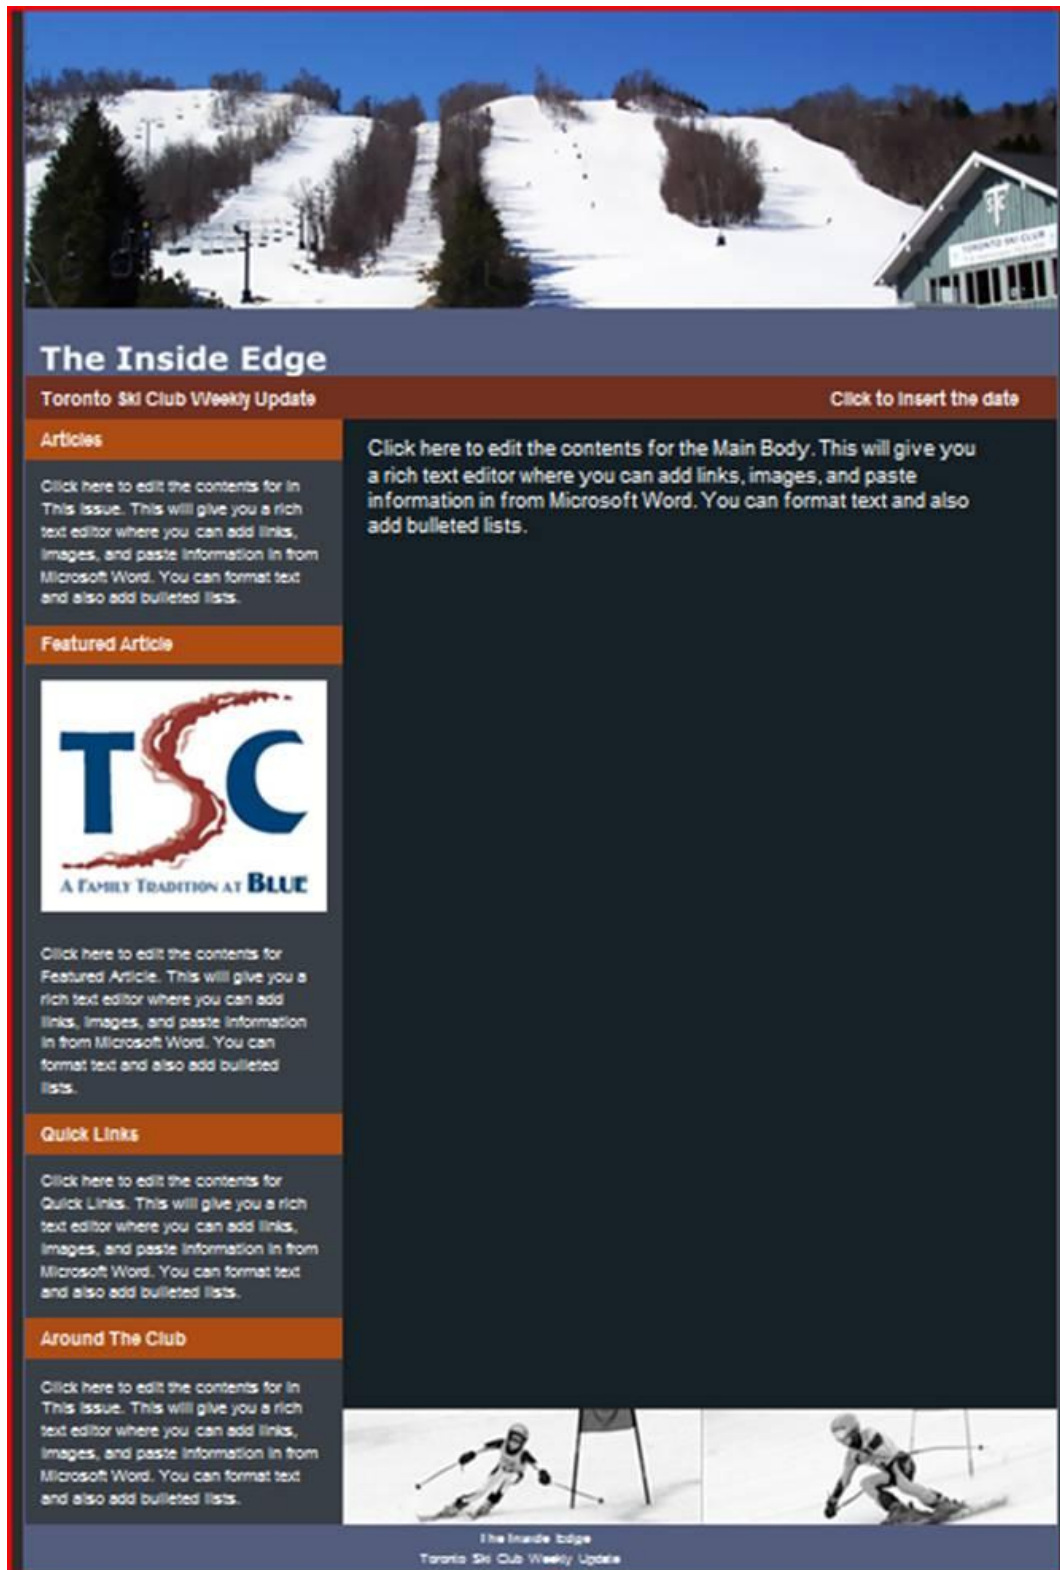 TSC
TORONTO SKI CLUB
The Inside Edge
Toronto Ski Club Weekly Update
Click to insert the date
Articles
Click here to edit the contents for In
This Issue. This will give you a rich
text editor where you can add links,
images, and paste information in from
Microsoft Word. You can format text
and also add bulleted lists.
Featured Article
TSC
A FAMILY TRADITION AT BLUE
Click here to edit the contents for
Featured Article. This will give you a
rich text editor where you can add
links, images, and paste information
in from Microsoft Word. You can
format text and also add bulleted
lists.
Quick Links
Click here to edit the contents for
Quick Links. This will give you a rich
text editor where you can add links,
images, and paste information in from
Microsoft Word. You can format text
and also add bulleted lists.
Around The Club
Click here to edit the contents for In
This Issue. This will give you a rich
text editor where you can add links,
images, and paste information in from
Microsoft Word. You can format text
and also add bulleted lists.
Click here to edit the contents for the Main Body. This will give you
a rich text editor where you can add links, images, and paste
information in from Microsoft Word. You can format text and also
add bulleted lists.
The Inside Edge
Toronto Ski Club Weekly Update